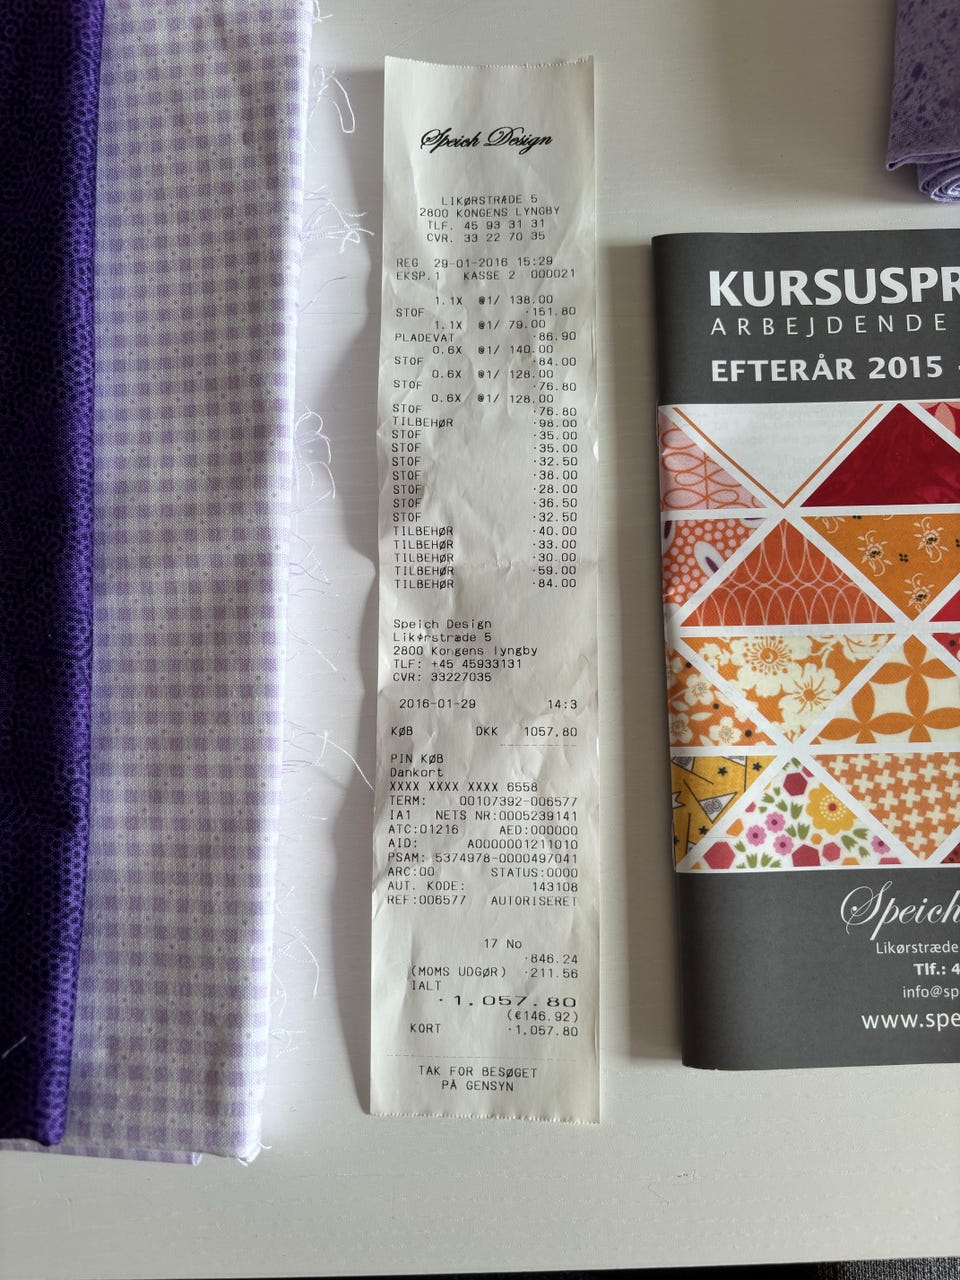 Speich Design
LIKØRSTRÆDE 5
2800 KONGENS LYNGBY
TLF. 45 93 31 31
CVR. 33 22 70 35
REG 29-01-2016 15:29
EKSP.1 KASSE 2 000021
1.1X @1/ 138.00
STOF ·151.80
1.1X @1/ 79.00
PLADEVAT ·86.90
0.6X @1/ 140.00
STOF ·84.00
0.6X @1/ 128.00
STOF ·76.80
0.6X @1/ 128.00
STOF ·76.80
TILBEHØR ·98.00
STOF ·35.00
STOF ·35.00
STOF ·32.50
STOF ·38.00
STOF ·28.00
STOF ·36.50
STOF ·32.50
TILBEHØR ·40.00
TILBEHØR ·33.00
TILBEHØR ·30.00
TILBEHØR ·59.00
TILBEHØR ·84.00
Speich Design
Likørstræde 5
2800 Kongens lyngby
TLF: +45 45933131
CVR: 33227035
2016-01-29 14:3
KØB DKK 1057,80
PIN KØB
Dankort
XXXX XXXX XXXX 6558
TERM: 00107392-006577
IA1 NETS NR:0005239141
ATC:01216 AED:000000
AID: A0000001211010
PSAM: 5374978-0000497041
ARC:00 STATUS:0000
AUT. KODE: 143108
REF:006577 AUTORISERET
17 No
·846.24
(MOMS UDGØR) ·211.56
IALT
·1,057.80
(€146.92)
KORT ·1,057.80
TAK FOR BESØGET
PÅ GENSYN
KURSUSPR
ARBEJDENDE
EFTERÅR 2015
Speich
Likørstræde
Tlf.: 4
info@sp
www.spe